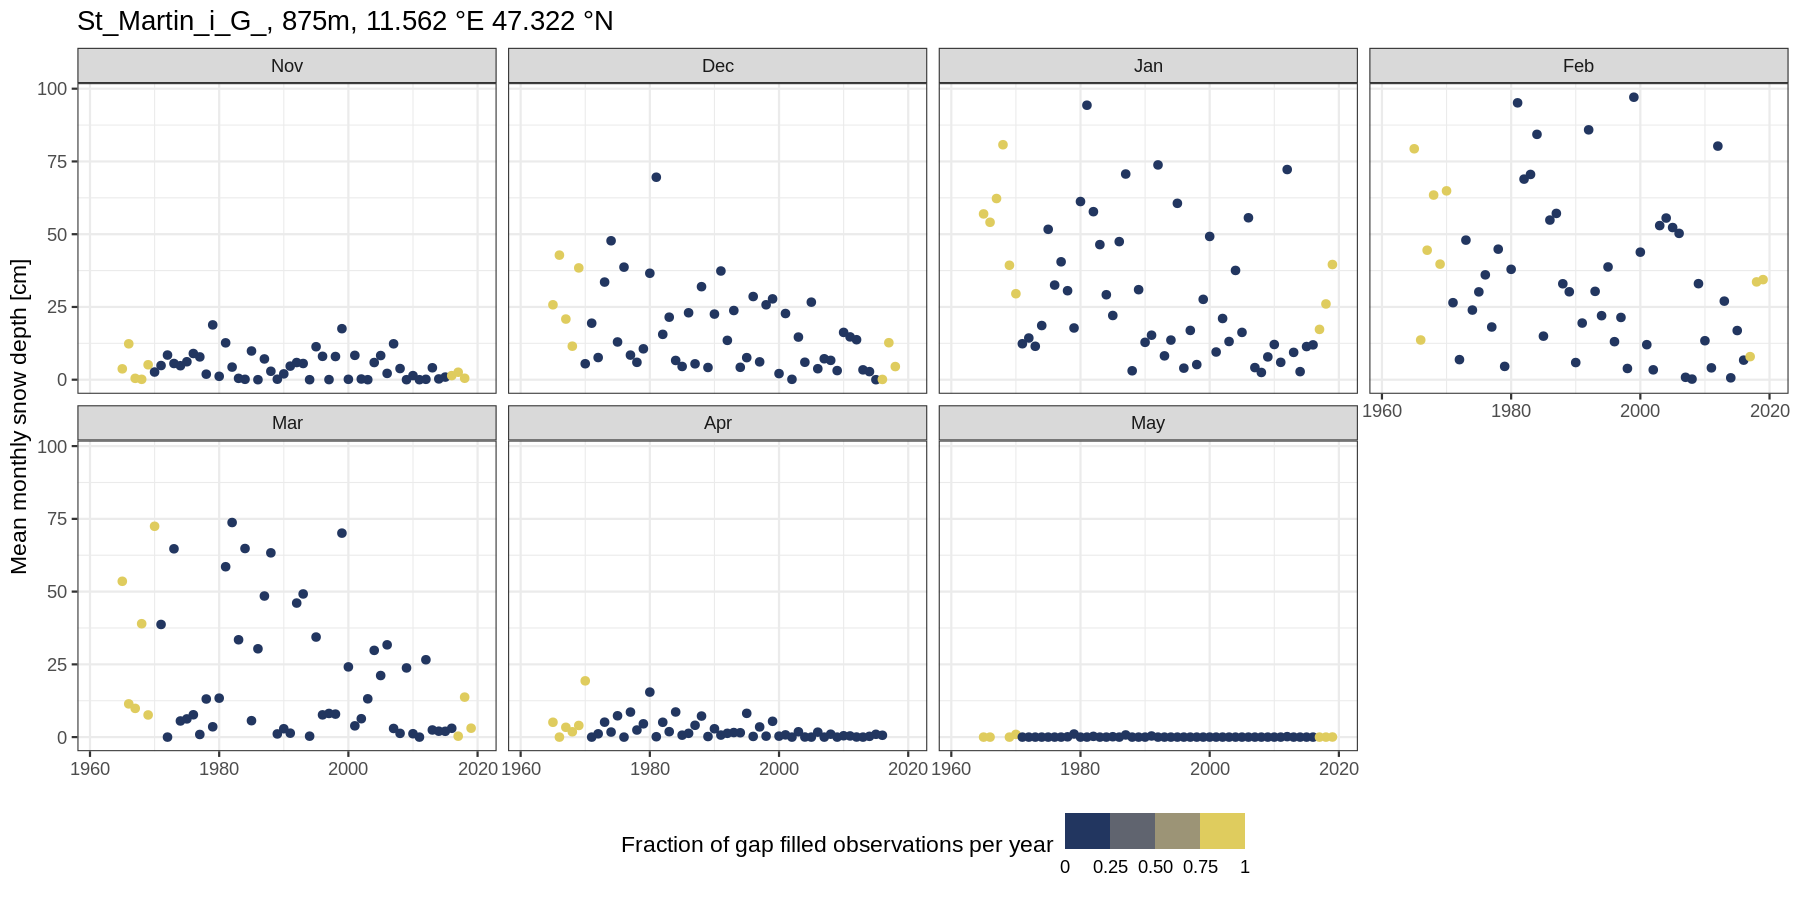 St_Martin_i_G_, 875m, 11.562 °E 47.322 °N
Nov
Dec
Jan
Feb
Mean monthly snow depth [cm]
100
75
50
25
0
1960 1980 2000 2020
Mar
Apr
May
100
75
50
25
0
1960 1980 2000 2020 1960 1980 2000 2020 1960 1980 2000 2020
Fraction of gap filled observations per year
0 0.25 0.50 0.75 1